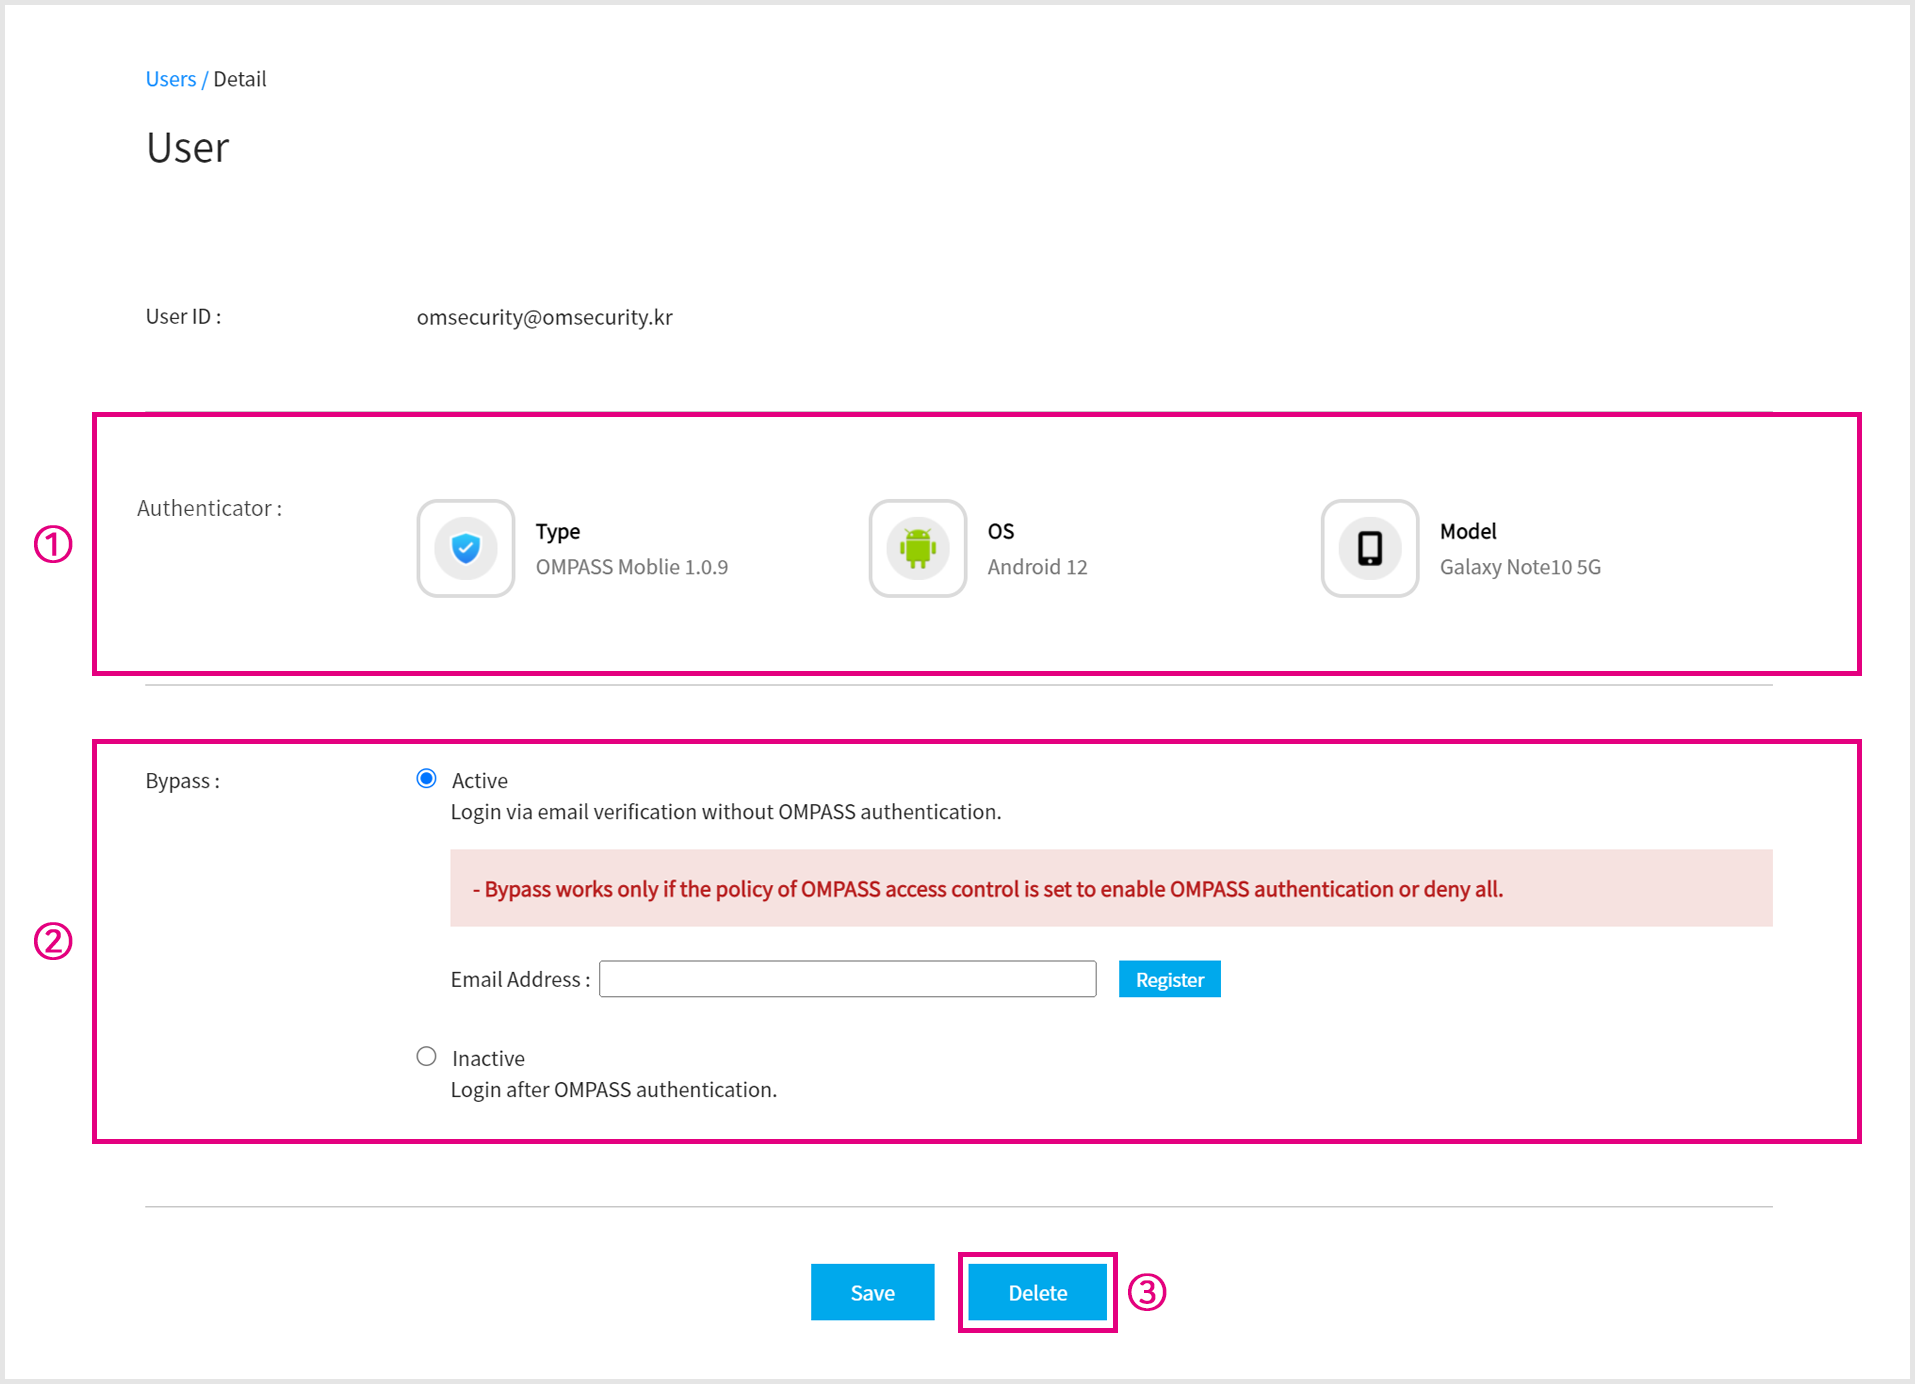 Users / Detail
User
User ID :
omsecurity@omsecurity.kr
①
Authenticator :
Type
OMPASS Moblie 1.0.9
OS
Android 12
Model
Galaxy Note10 5G
②
Bypass :
Active
Login via email verification without OMPASS authentication.
- Bypass works only if the policy of OMPASS access control is set to enable OMPASS authentication or deny all.
Email Address :
Register
Inactive
Login after OMPASS authentication.
Save
Delete
③